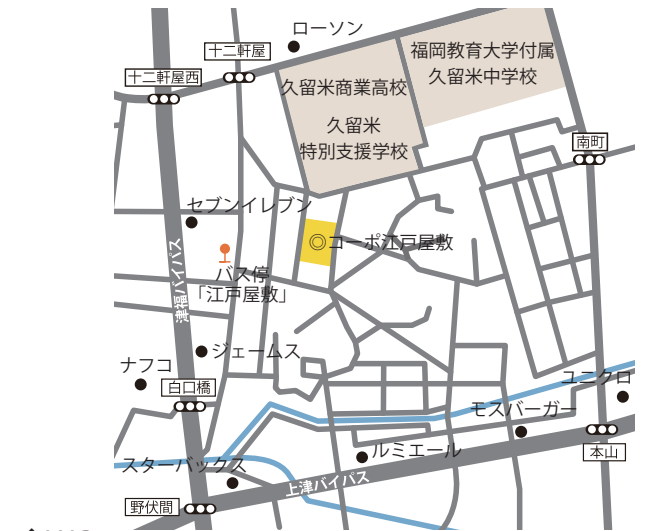 ローソン
十二軒屋
福岡教育大学付属
久留米中学校
十二軒屋西
久留米商業高校
久留米
特別支援学校
南町
セブンイレブン
◎コーポ江戸屋敷
津福バイパス
バス停
「江戸屋敷」
ジェームス
ナフコ
白口橋
ユニクロ
モスバーガー
ルミエール
本山
スターバックス
上津バイパス
野伏間